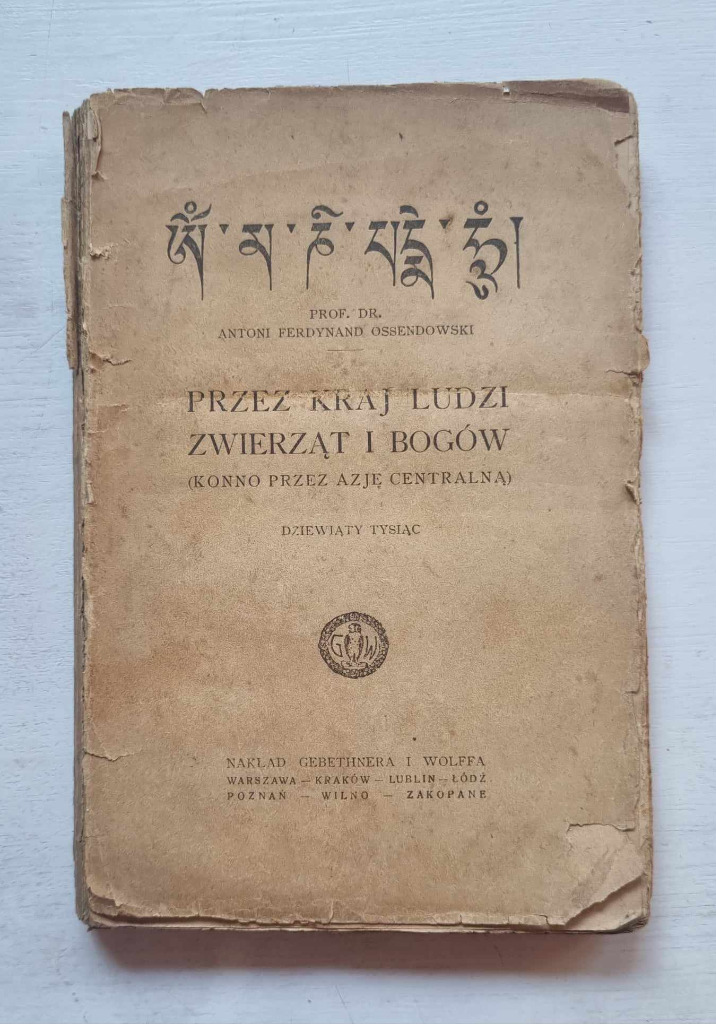 ༀ་མ་ཎི་པདྨེ་ཧཱུྃ།
PROF. DR.
ANTONI FERDYNAND OSSENDOWSKI
PRZEZ KRAJ LUDZI
ZWIERZĄT I BOGÓW
(KONNO PRZEZ AZJĘ CENTRALNĄ)
DZIEWIĄTY TYSIĄC
G W
NAKŁAD GEBETHNERA I WOLFFA
WARSZAWA – KRAKÓW – LUBLIN – ŁÓDŹ
POZNAŃ – WILNO – ZAKOPANE